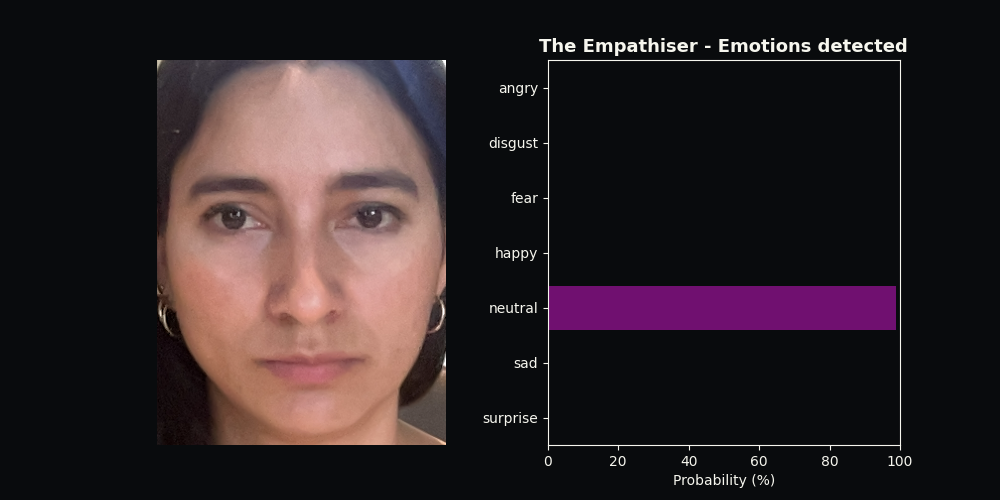 The Empathiser - Emotions detected
angry
disgust
fear
happy
neutral
sad
surprise
0 20 40 60 80 100
Probability (%)